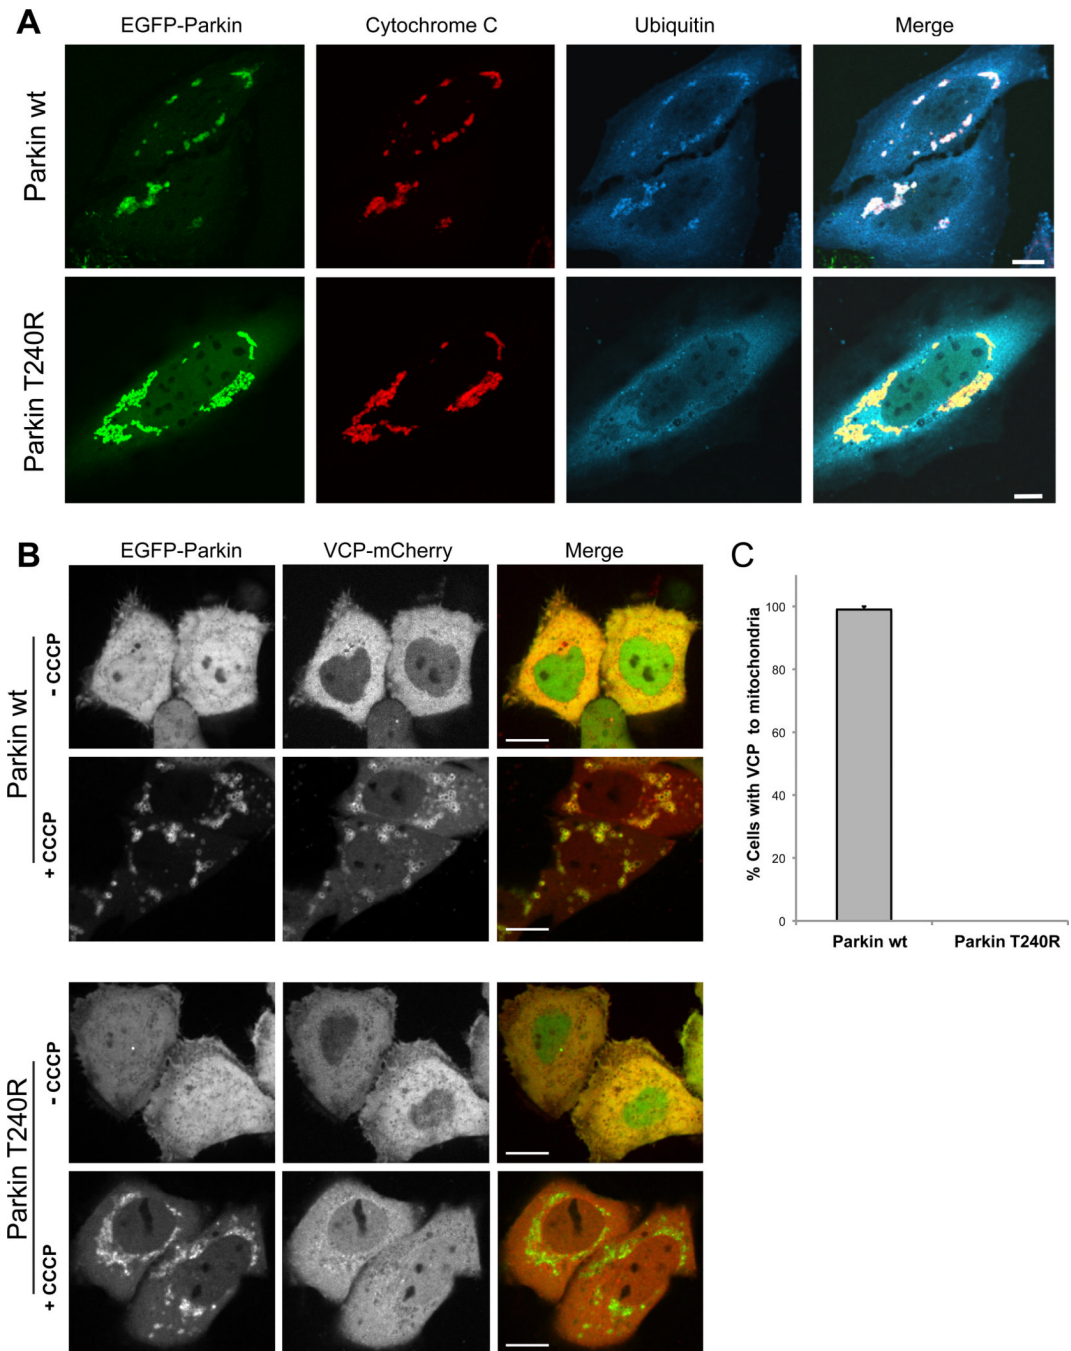 A
EGFP-Parkin
Cytochrome C
Ubiquitin
Merge
Parkin wt
Parkin T240R
B
EGFP-Parkin
VCP-mCherry
Merge
Parkin wt
- CCCP
+ CCCP
Parkin T240R
- CCCP
+ CCCP
C
% Cells with VCP to mitochondria
100
80
60
40
20
0
Parkin wt
Parkin T240R